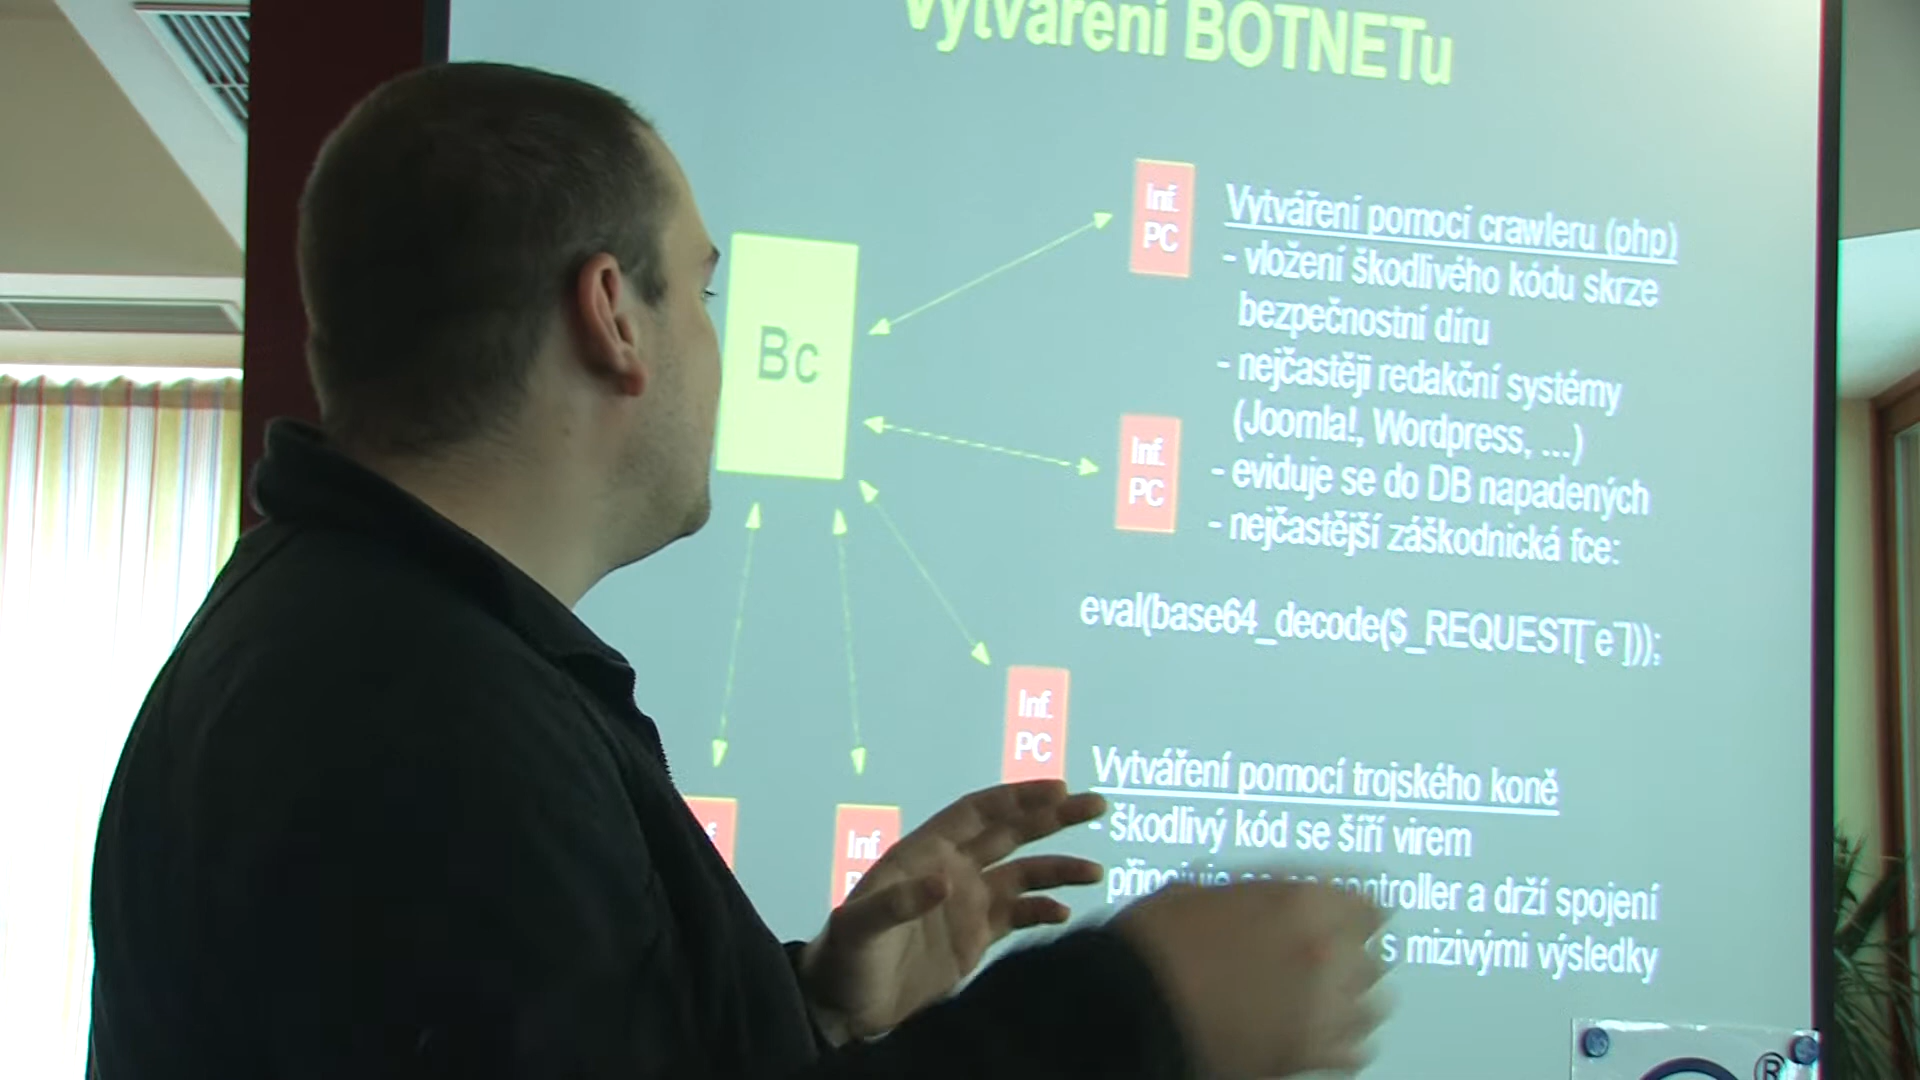 Vytváření BOTNETu
Inf.
PC
Vytváření pomocí crawleru (php)
- vložení škodlivého kódu skrze
bezpečnostní díru
- nejčastěji redakční systémy
(Joomla!, Wordpress, ...)
- eviduje se do DB napadených
- nejčastější záškodnická fce:
Bc
Inf.
PC
eval(base64_decode($_REQUEST['e']));
Inf.
PC
Vytváření pomocí trojského koně
- škodlivý kód se šíří virem
připojuje se controller a drží spojení
s mizivými výsledky
Inf.
®